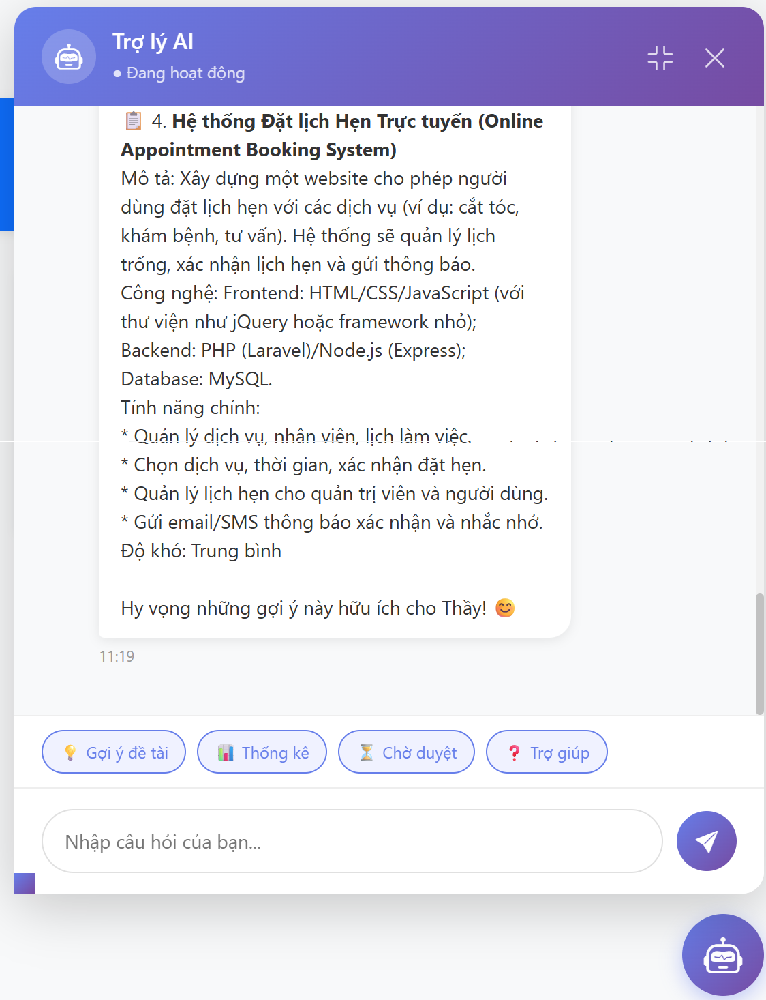 Trợ lý AI
Đang hoạt động
4. Hệ thống Đặt lịch Hẹn Trực tuyến (Online
Appointment Booking System)
Mô tả: Xây dựng một website cho phép người
dùng đặt lịch hẹn với các dịch vụ (ví dụ: cắt tóc,
khám bệnh, tư vấn). Hệ thống sẽ quản lý lịch
trống, xác nhận lịch hẹn và gửi thông báo.
Công nghệ: Frontend: HTML/CSS/JavaScript (với
thư viện như jQuery hoặc framework nhỏ);
Backend: PHP (Laravel)/Node.js (Express);
Database: MySQL.
Tính năng chính:
* Quản lý dịch vụ, nhân viên, lịch làm việc.
* Chọn dịch vụ, thời gian, xác nhận đặt hẹn.
* Quản lý lịch hẹn cho quản trị viên và người dùng.
* Gửi email/SMS thông báo xác nhận và nhắc nhở.
Độ khó: Trung bình
Hy vọng những gợi ý này hữu ích cho Thầy! 😊
11:19
Gợi ý đề tài
Thống kê
Chờ duyệt
Trợ giúp
Nhập câu hỏi của bạn...